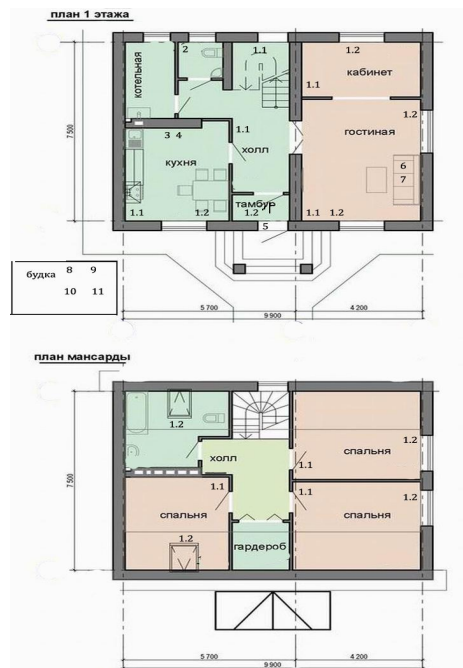 план 1 этажа
2
1.1
1.2
котельная
1.1
кабинет
1.2
3 4
1.1
гостиная
кухня
холл
6
7
тамбур
1.1
1.2
1.2
1.1 1.2
5
7 500
будка 8 9
10 11
5 700
4 200
9 900
план мансарды
1.2
1.2
холл
спальня
1.1
1.1
1.1
1.2
спальня
спальня
1.2
гардероб
7 500
5 700
4 200
9 900